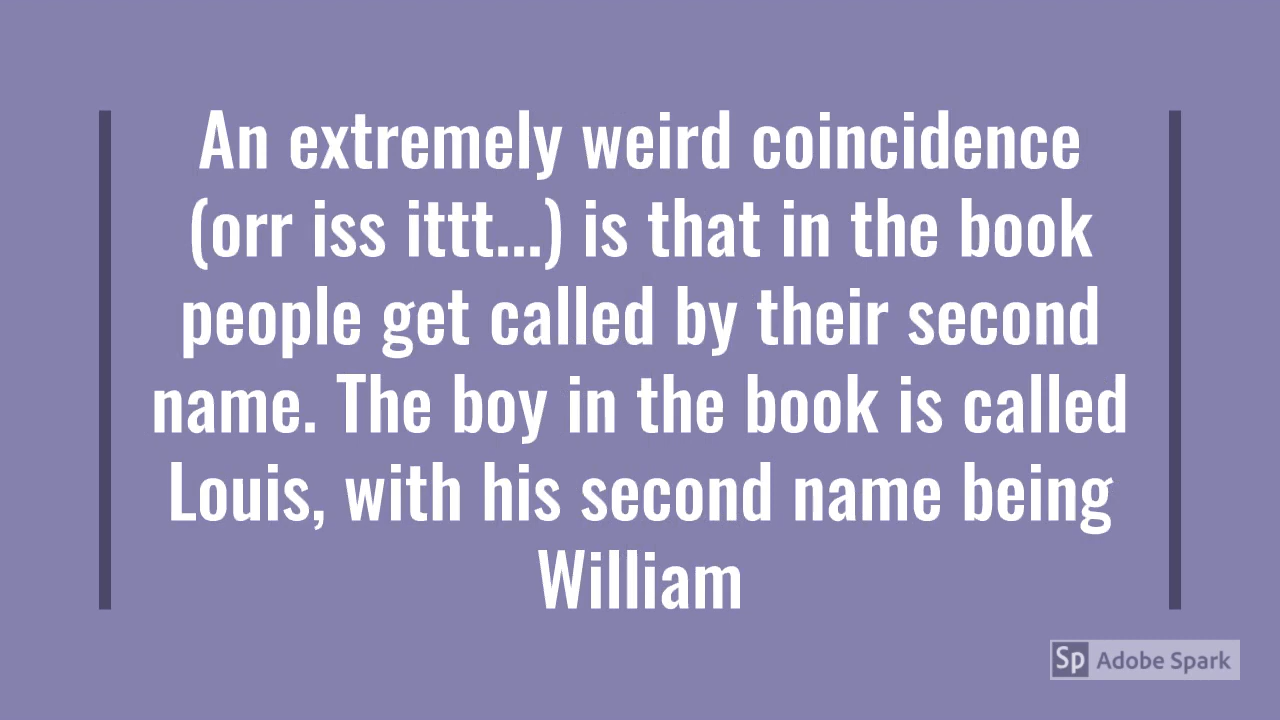 An extremely weird coincidence
(orr iss ittt...) is that in the book
people get called by their second
name. The boy in the book is called
Louis, with his second name being
William
Sp Adobe Spark